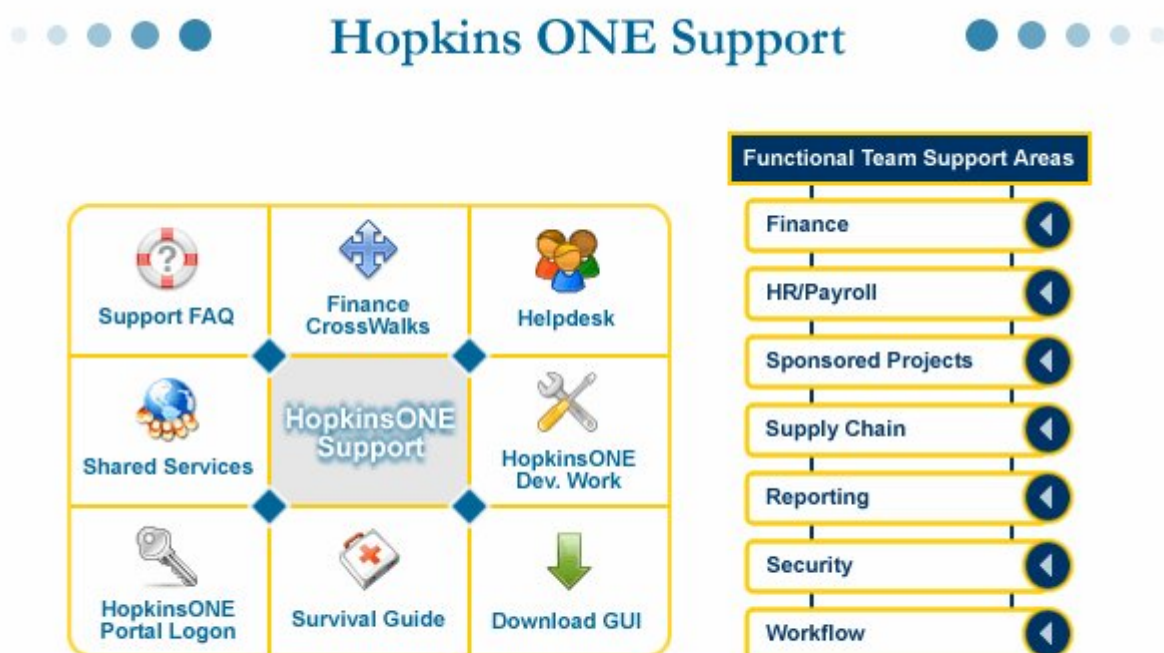 Hopkins ONE Support
Functional Team Support Areas
Support FAQ
Finance
CrossWalks
Helpdesk
Shared Services
HopkinsONE
Support
HopkinsONE
Dev. Work
HopkinsONE
Portal Logon
Survival Guide
Download GUI
Finance
HR/Payroll
Sponsored Projects
Supply Chain
Reporting
Security
Workflow